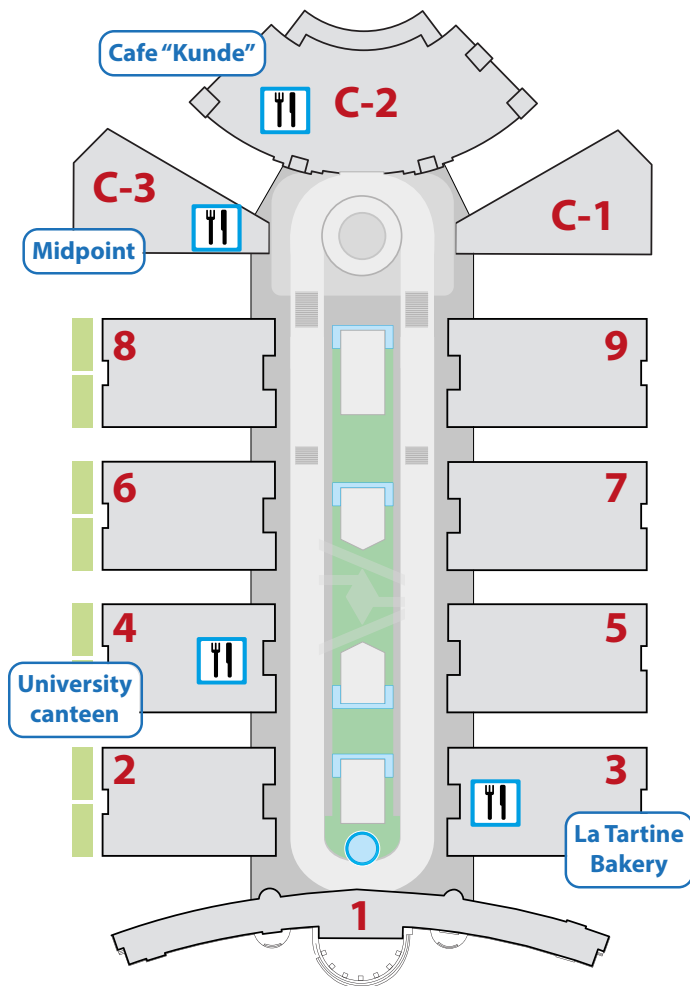 Cafe “Kunde”
C-2
C-3
C-1
Midpoint
8
9
6
7
4
5
University
canteen
2
3
La Tartine
Bakery
1